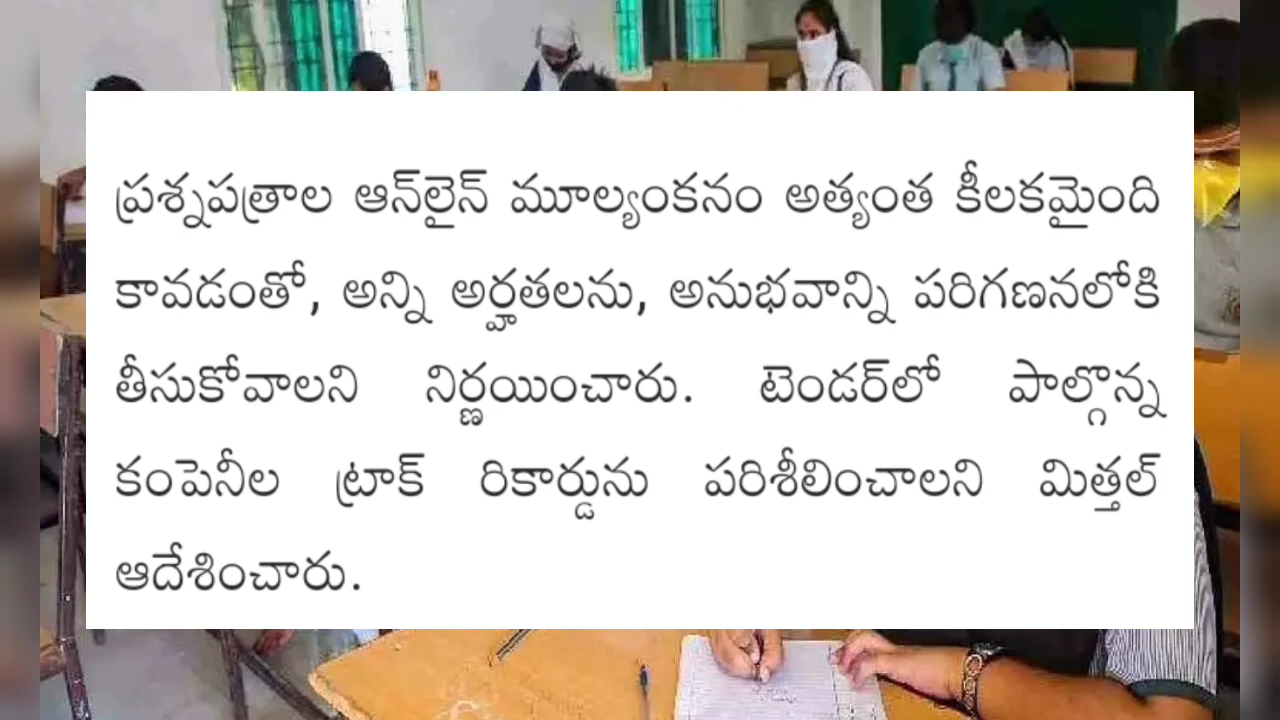 ప్రశ్నపత్రాల ఆన్‌లైన్ మూల్యంకనం అత్యంత కీలకమైంది
కావడంతో, అన్ని అర్హతలను, అనుభవాన్ని పరిగణనలోకి
తీసుకోవాలని నిర్ణయించారు. టెండర్‌లో పాల్గొన్న
కంపెనీల ట్రాక్ రికార్డును పరిశీలించాలని మిత్తల్
ఆదేశించారు.